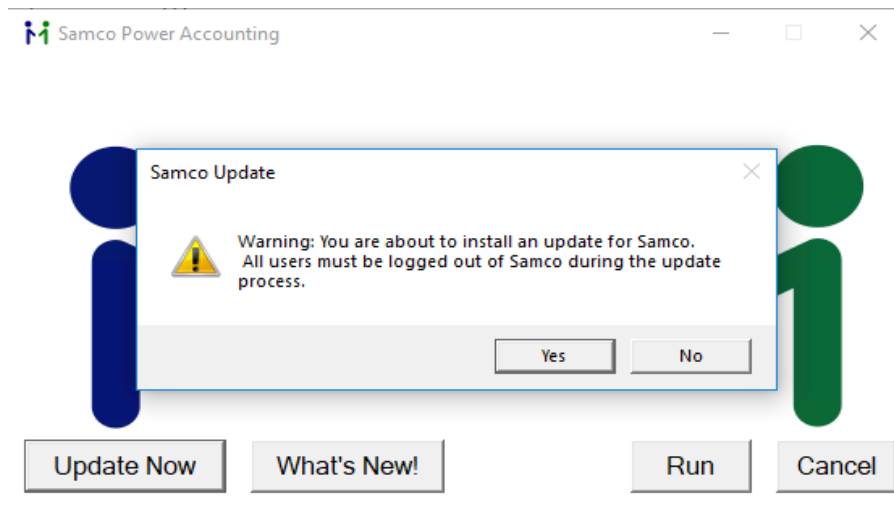 Samco Power Accounting
Samco Update
Warning: You are about to install an update for Samco.
All users must be logged out of Samco during the update
process.
Yes No
Update Now What's New! Run Cancel